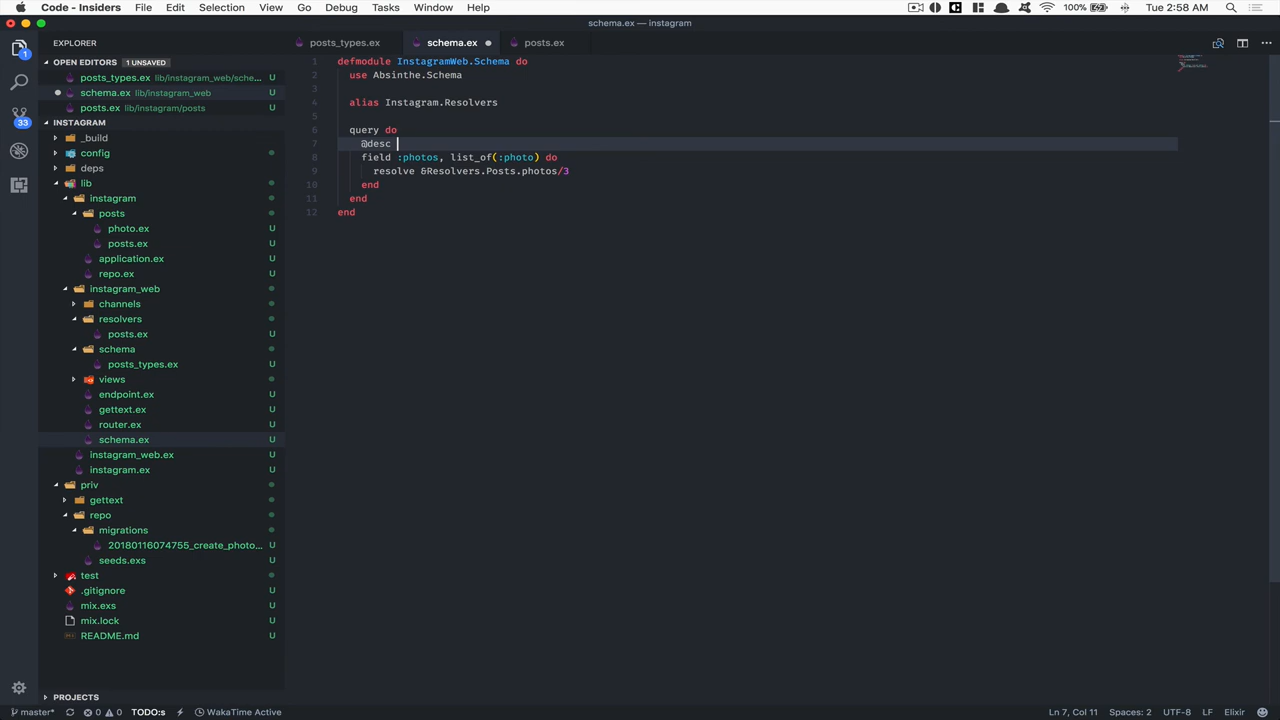 Code - Insiders File Edit Selection View Go Debug Tasks Window Help 100% Tue 2:58 AM
schema.ex — instagram
EXPLORER
posts_types.ex schema.ex posts.ex
OPEN EDITORS 1 UNSAVED
posts_types.ex lib/instagram_web/sche... U
schema.ex lib/instagram_web U
posts.ex lib/instagram/posts U
INSTAGRAM
_build
config
deps
lib
instagram
posts
photo.ex U
posts.ex U
application.ex U
repo.ex U
instagram_web
channels
resolvers
posts.ex U
schema
posts_types.ex U
views
endpoint.ex U
gettext.ex U
router.ex U
schema.ex U
instagram_web.ex U
instagram.ex U
priv
gettext
repo
migrations
20180116074755_create_photo... U
seeds.exs U
test
.gitignore U
mix.exs U
mix.lock U
README.md U
PROJECTS
1
33
1 defmodule InstagramWeb.Schema do
2 use Absinthe.Schema
3
4 alias Instagram.Resolvers
5
6 query do
7 @desc
8 field :photos, list_of(:photo) do
9 resolve &Resolvers.Posts.photos/3
10 end
11 end
12 end
master* 0 0 TODO:s WakaTime Active Ln 7, Col 11 Spaces: 2 UTF-8 LF Elixir